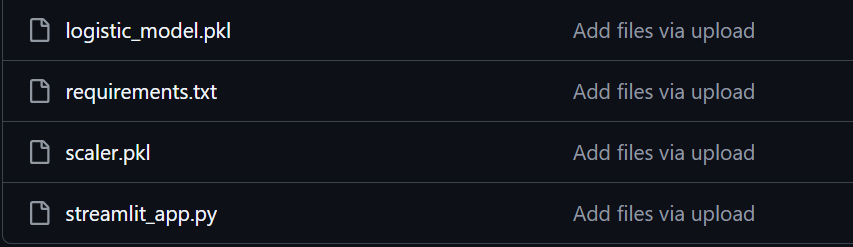 logistic_model.pkl Add files via upload
requirements.txt Add files via upload
scaler.pkl Add files via upload
streamlit_app.py Add files via upload